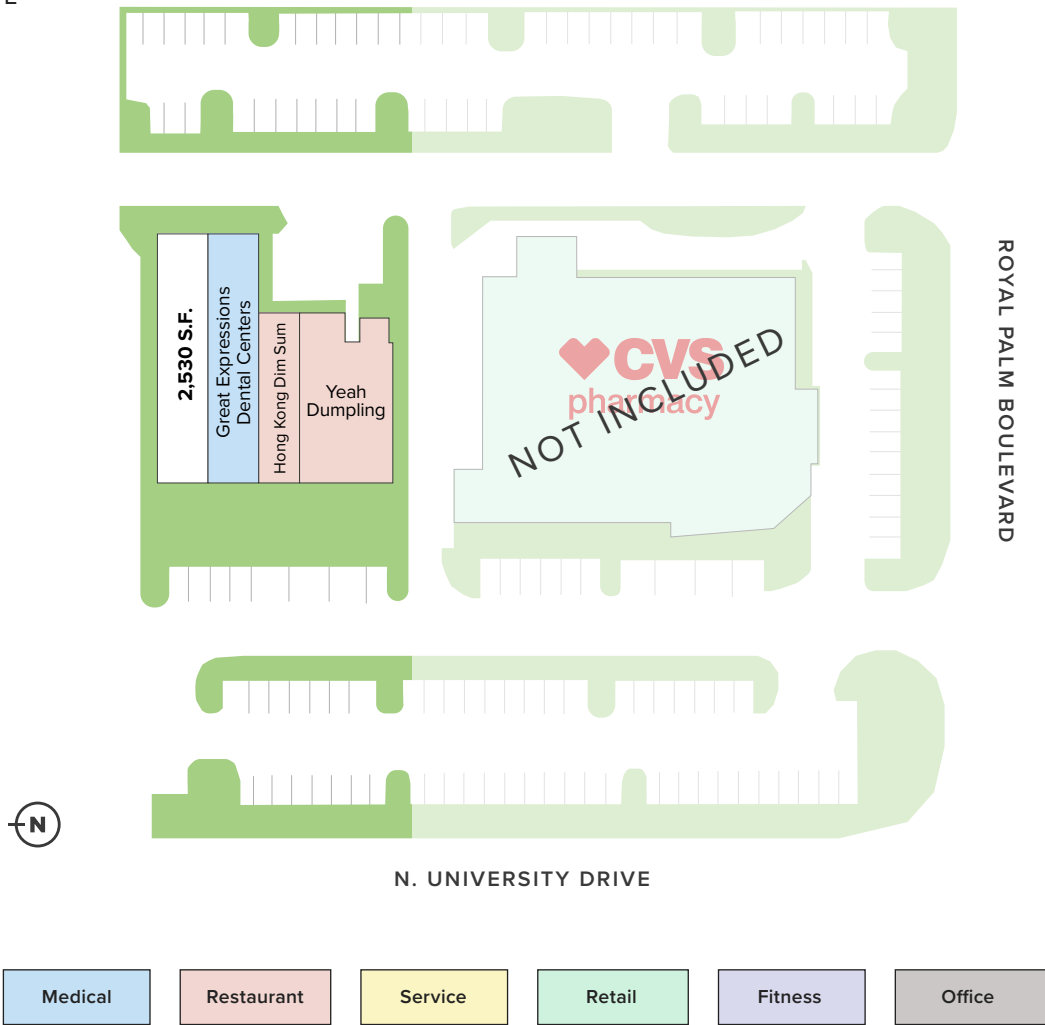 E
2,530 S.F.
Great Expressions
Dental Centers
Hong Kong Dim Sum
Yeah
Dumpling
CVS
pharmacy
NOT INCLUDED
ROYAL PALM BOULEVARD
N
N. UNIVERSITY DRIVE
Medical
Restaurant
Service
Retail
Fitness
Office